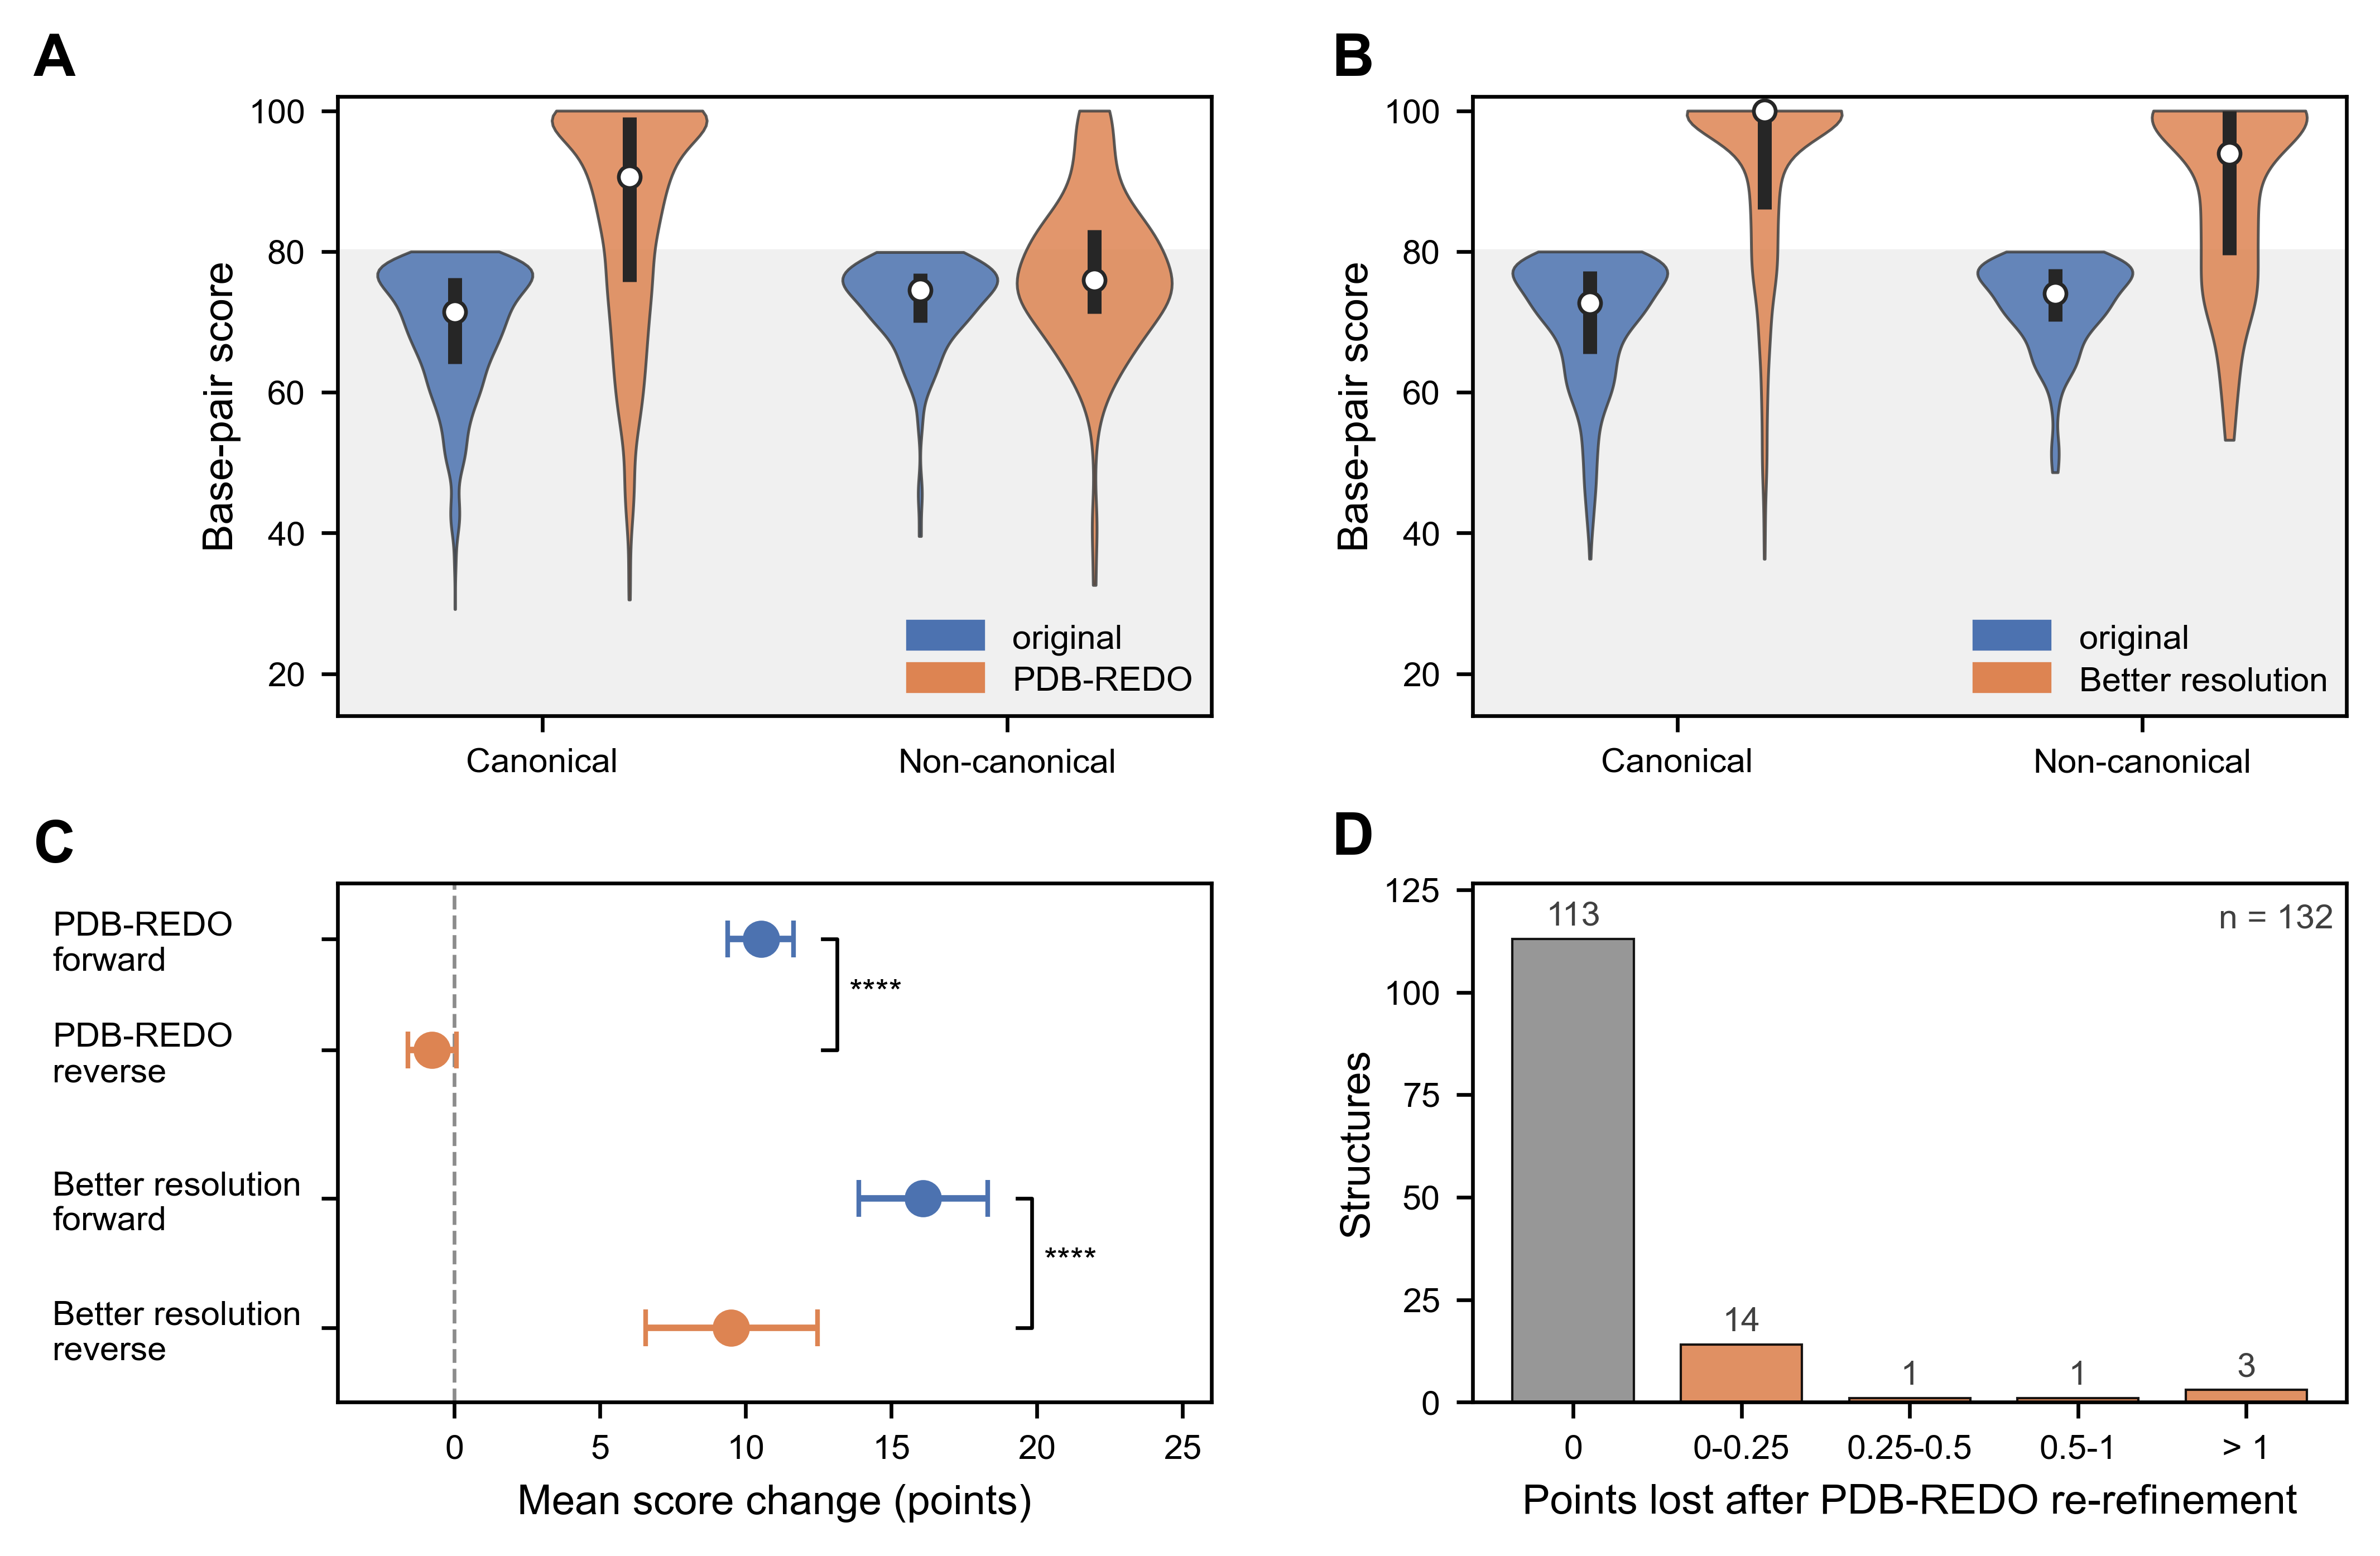 A
Base-pair score
100
80
60
40
20
original
PDB-REDO
Canonical
Non-canonical
B
Base-pair score
100
80
60
40
20
original
Better resolution
Canonical
Non-canonical
C
PDB-REDO
forward
PDB-REDO
reverse
Better resolution
forward
Better resolution
reverse
****
****
0
5
10
15
20
25
Mean score change (points)
D
Structures
125
100
75
50
25
0
n = 132
113
14
1
1
3
0
0-0.25
0.25-0.5
0.5-1
> 1
Points lost after PDB-REDO re-refinement